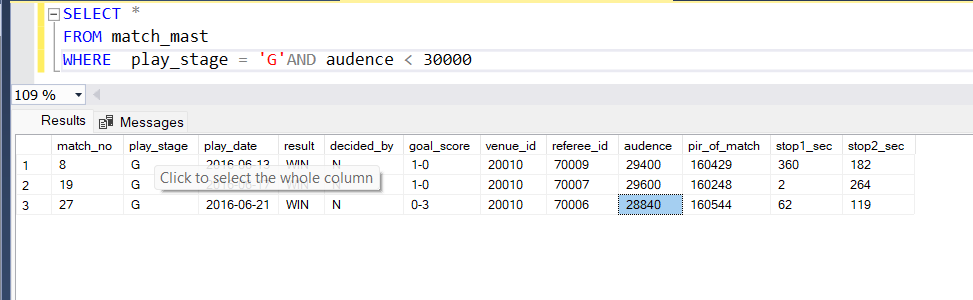 SELECT *
FROM match_mast
WHERE play_stage = 'G'AND audence < 30000
109 %
Results Messages
match_no play_stage play_date result decided_by goal_score venue_id referee_id audence pir_of_match stop1_sec stop2_sec
1 8 G 2016-06-13 WIN N 1-0 20010 70009 29400 160429 360 182
Click to select the whole column
2 19 G 1-0 20010 70007 29600 160248 2 264
3 27 G 2016-06-21 WIN N 0-3 20010 70006 28840 160544 62 119